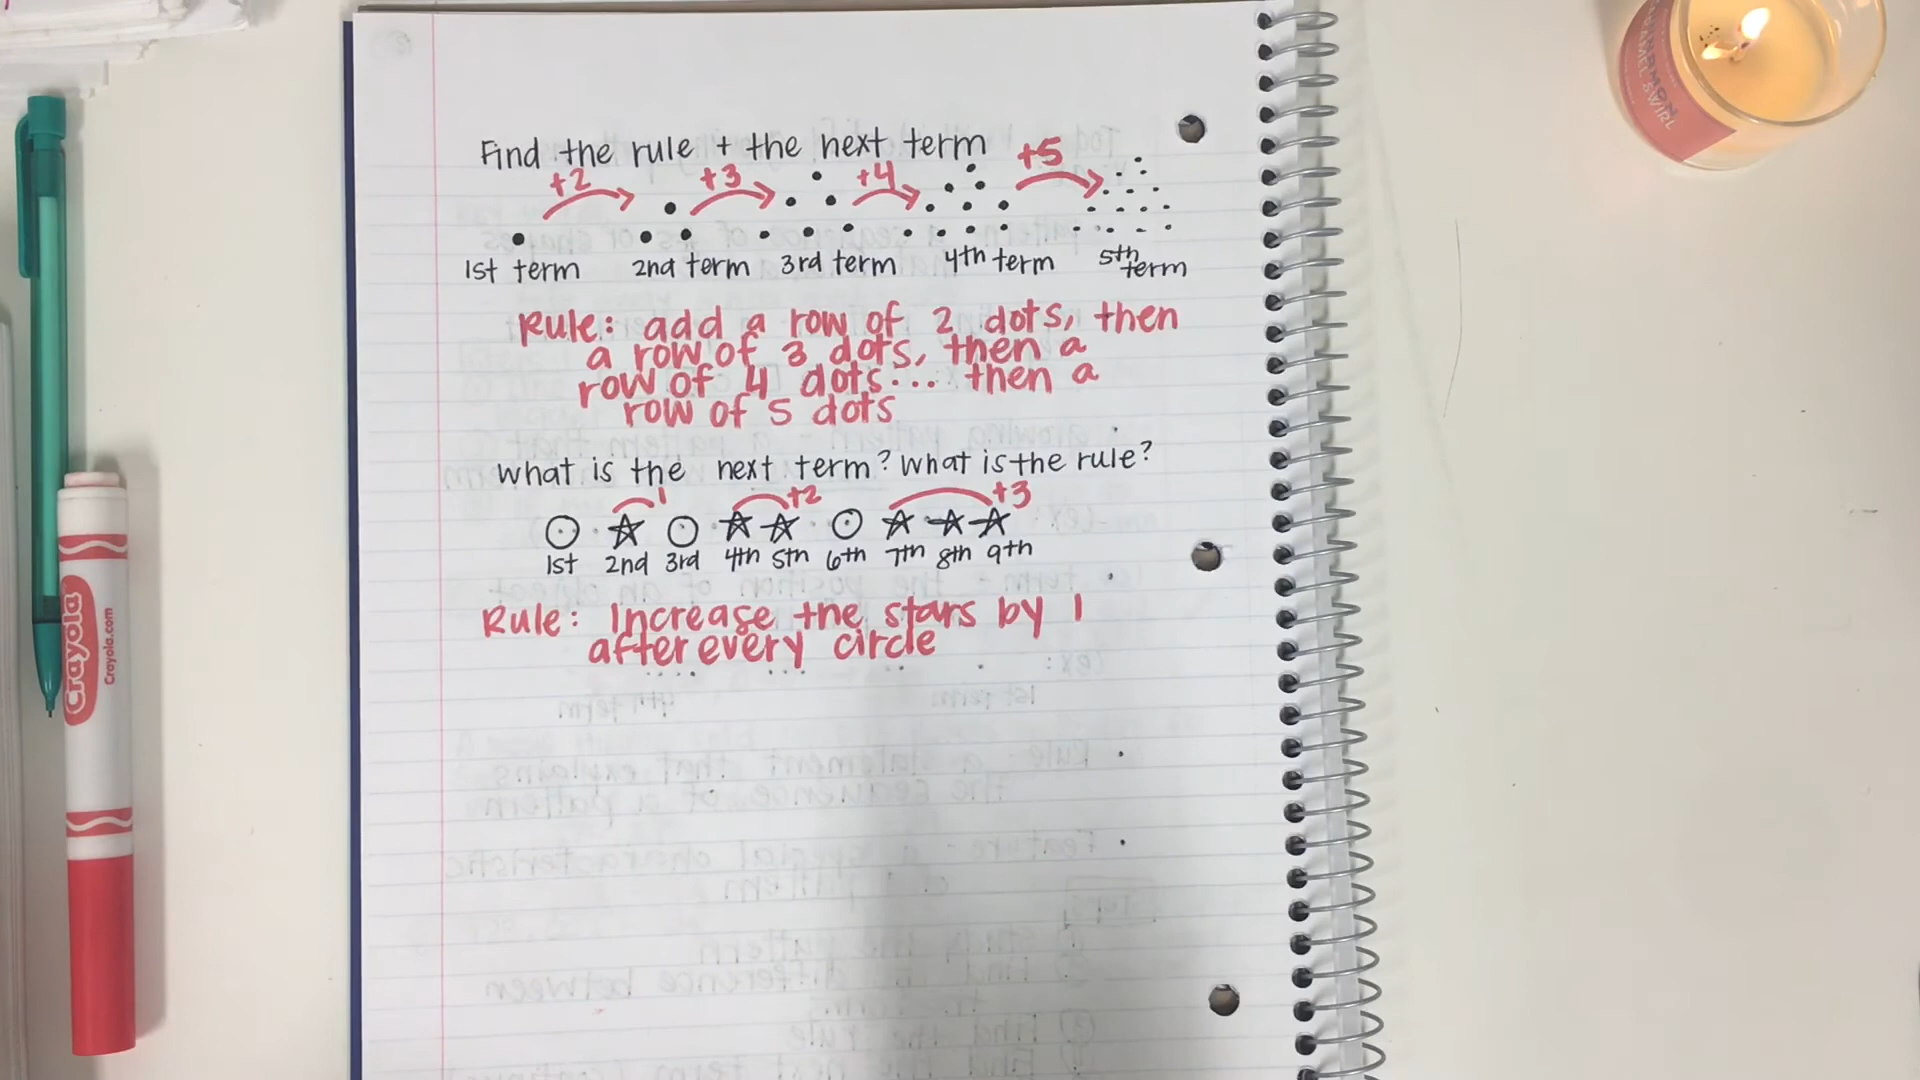 Find the rule + the next term
+2 +3 +4 +5
1st term 2nd term 3rd term 4th term 5th term
Rule: add a row of 2 dots, then
a row of 3 dots, then a
row of 4 dots... then a
row of 5 dots
What is the next term? What is the rule?
1 +2 +3
1st 2nd 3rd 4th 5th 6th 7th 8th 9th
Rule: Increase the stars by 1
after every circle
Crayola
Crayola.com
SWIRL